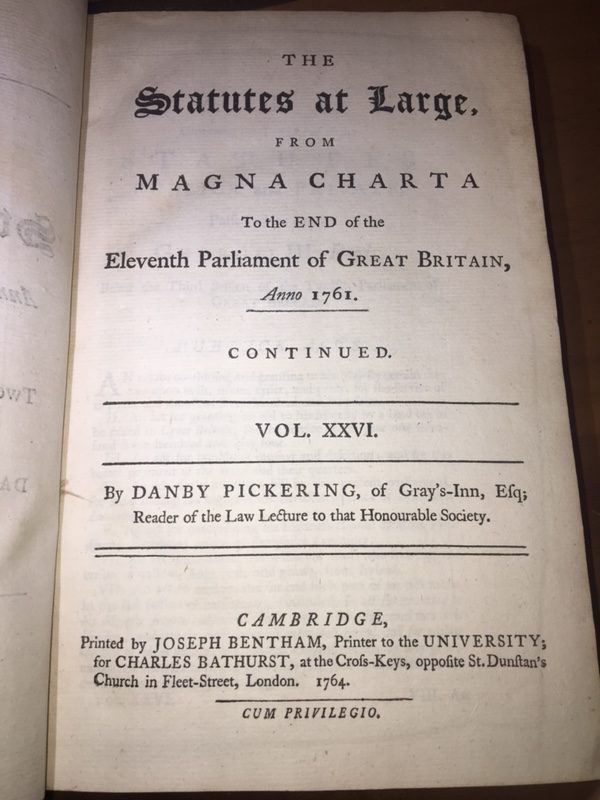 THE
Statutes at Large,
FROM
MAGNA CHARTA
To the END of the
Eleventh Parliament of GREAT BRITAIN,
Anno 1761.
CONTINUED.
VOL. XXVI.
By DANBY PICKERING, of Gray's-Inn, Eſq;
Reader of the Law Lecture to that Honourable Society.
CAMBRIDGE,
Printed by JOSEPH BENTHAM, Printer to the UNIVERSITY;
for CHARLES BATHURST, at the Croſs-Keys, oppoſite St. Dunſtan's
Church in Fleet-Street, London. 1764.
CUM PRIVILEGIO.